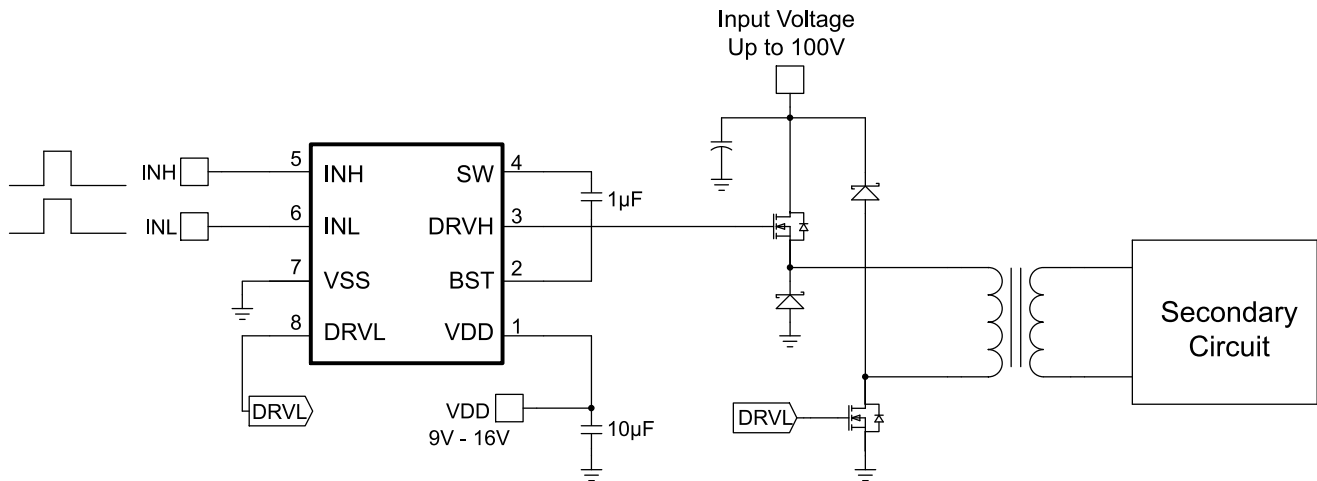 Input Voltage
Up to 100V
INH
5
INH
SW
4
1µF
INL
6
INL
DRVH
3
7
VSS
BST
2
8
DRVL
VDD
1
DRVL
VDD
9V - 16V
10µF
DRVL
Secondary
Circuit